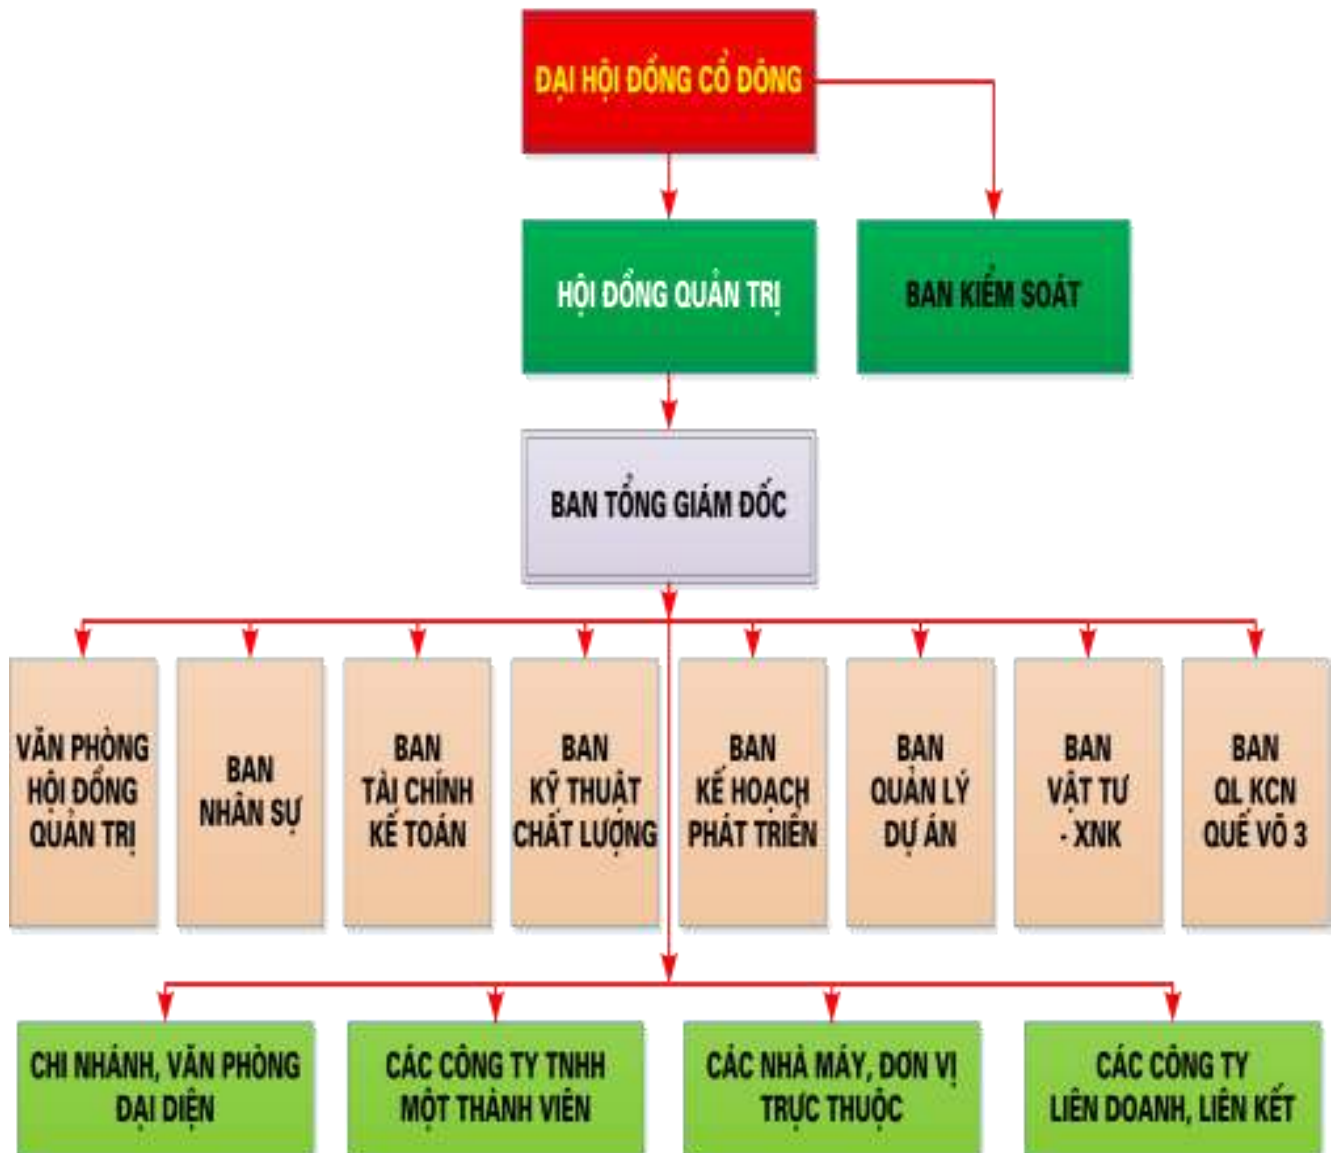 ĐẠI HỘI ĐỒNG CỔ ĐÔNG
HỘI ĐỒNG QUẢN TRỊ
BAN KIỂM SOÁT
BAN TỔNG GIÁM ĐỐC
VĂN PHÒNG
HỘI ĐỒNG
QUẢN TRỊ
BAN
NHÂN SỰ
BAN
TÀI CHÍNH
KẾ TOÁN
BAN
KỸ THUẬT
CHẤT LƯỢNG
BAN
KẾ HOẠCH
PHÁT TRIỂN
BAN
QUẢN LÝ
DỰ ÁN
BAN
VẬT TƯ
- XNK
BAN
QL KCN
QUẾ VÕ 3
CHI NHÁNH, VĂN PHÒNG
ĐẠI DIỆN
CÁC CÔNG TY TNHH
MỘT THÀNH VIÊN
CÁC NHÀ MÁY, ĐƠN VỊ
TRỰC THUỘC
CÁC CÔNG TY
LIÊN DOANH, LIÊN KẾT